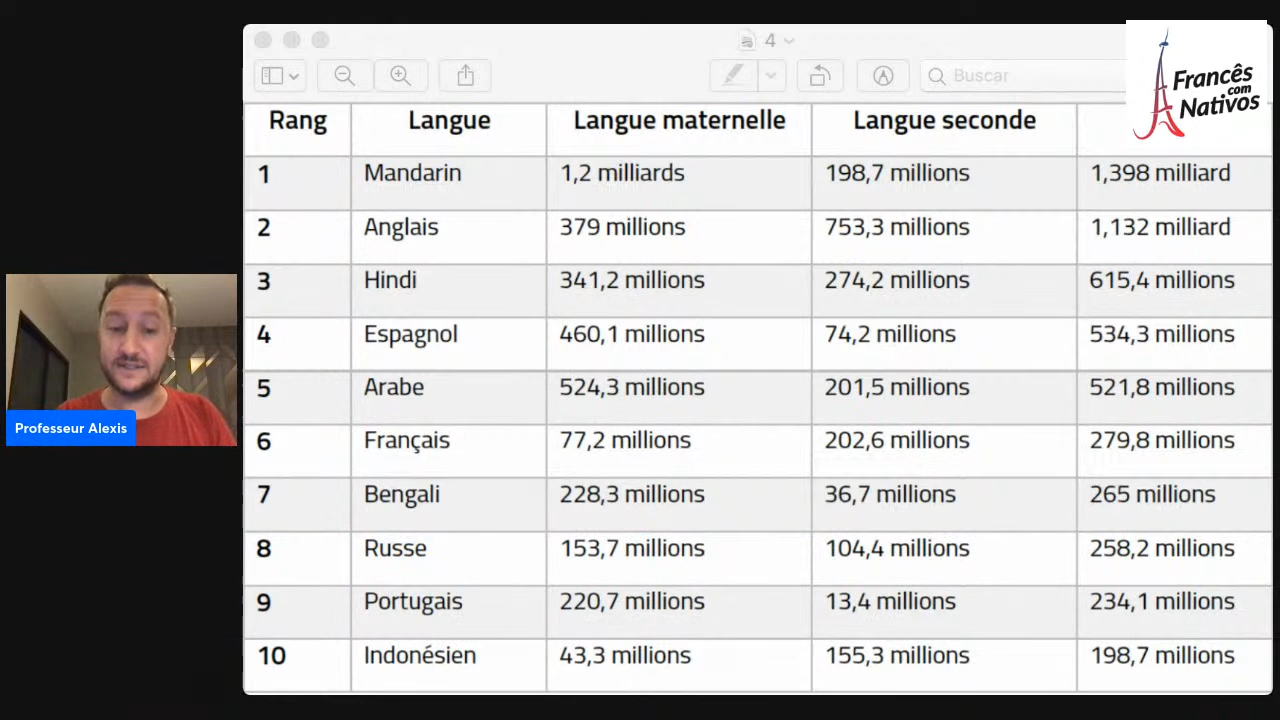 4
Buscar
Francês
com
Nativos
Rang Langue Langue maternelle Langue seconde
1 Mandarin 1,2 milliards 198,7 millions 1,398 milliard
2 Anglais 379 millions 753,3 millions 1,132 milliard
3 Hindi 341,2 millions 274,2 millions 615,4 millions
4 Espagnol 460,1 millions 74,2 millions 534,3 millions
5 Arabe 524,3 millions 201,5 millions 521,8 millions
6 Français 77,2 millions 202,6 millions 279,8 millions
7 Bengali 228,3 millions 36,7 millions 265 millions
8 Russe 153,7 millions 104,4 millions 258,2 millions
9 Portugais 220,7 millions 13,4 millions 234,1 millions
10 Indonésien 43,3 millions 155,3 millions 198,7 millions
Professeur Alexis